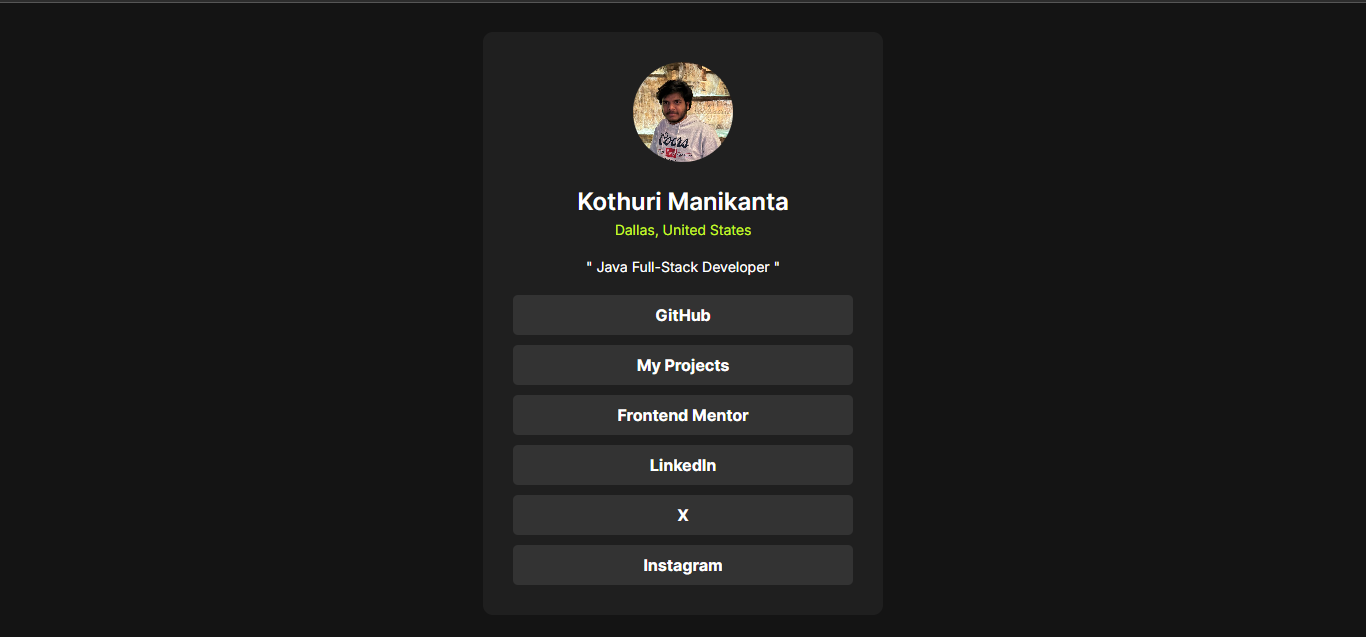 Kothuri Manikanta
Dallas, United States
" Java Full-Stack Developer "
GitHub
My Projects
Frontend Mentor
LinkedIn
X
Instagram